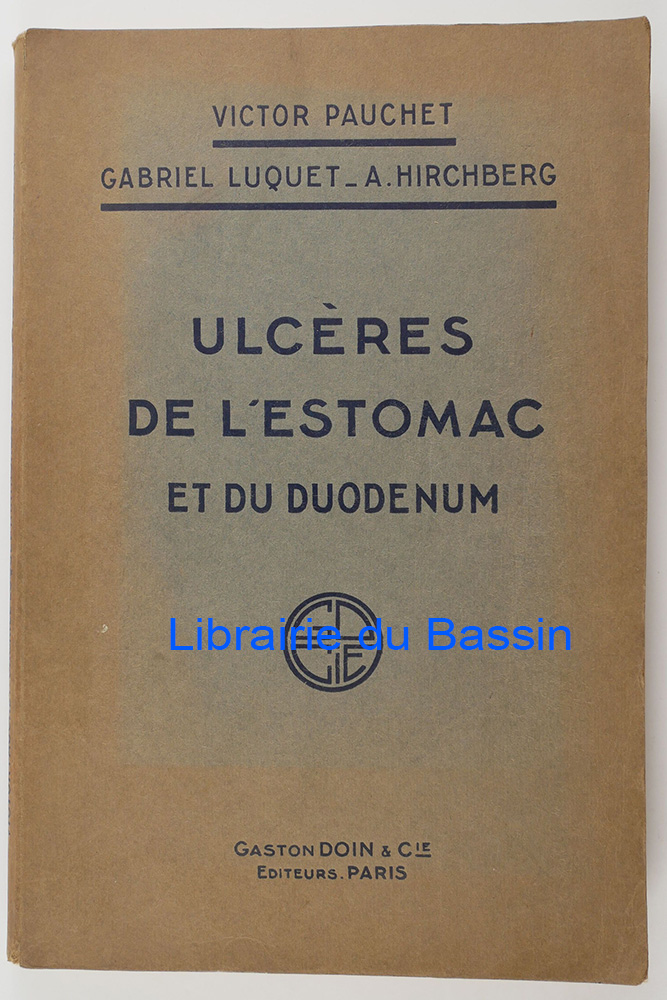 VICTOR PAUCHET
GABRIEL LUQUET_A.HIRCHBERG
ULCÈRES
DE L'ESTOMAC
ET DU DUODENUM
Librairie du Bassin
GASTON DOIN & CIE
EDITEURS. PARIS